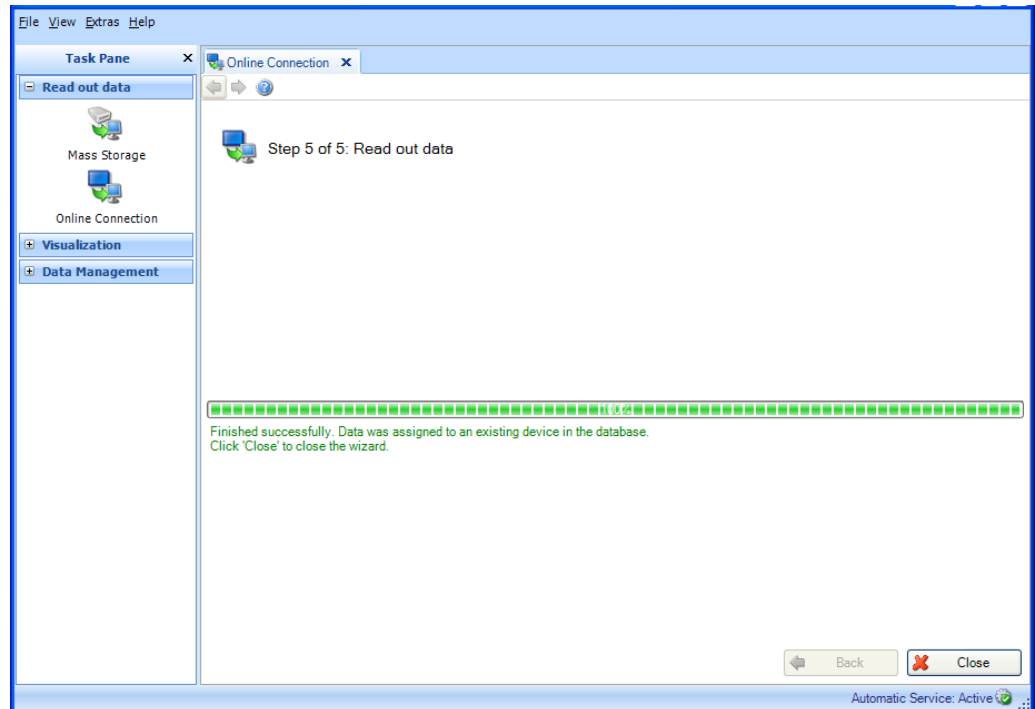 File View Extras Help
Task Pane
Online Connection
Read out data
Mass Storage
Online Connection
Visualization
Data Management
Step 5 of 5: Read out data
100%
Finished successfully. Data was assigned to an existing device in the database.
Click 'Close' to close the wizard.
Back
Close
Automatic Service: Active